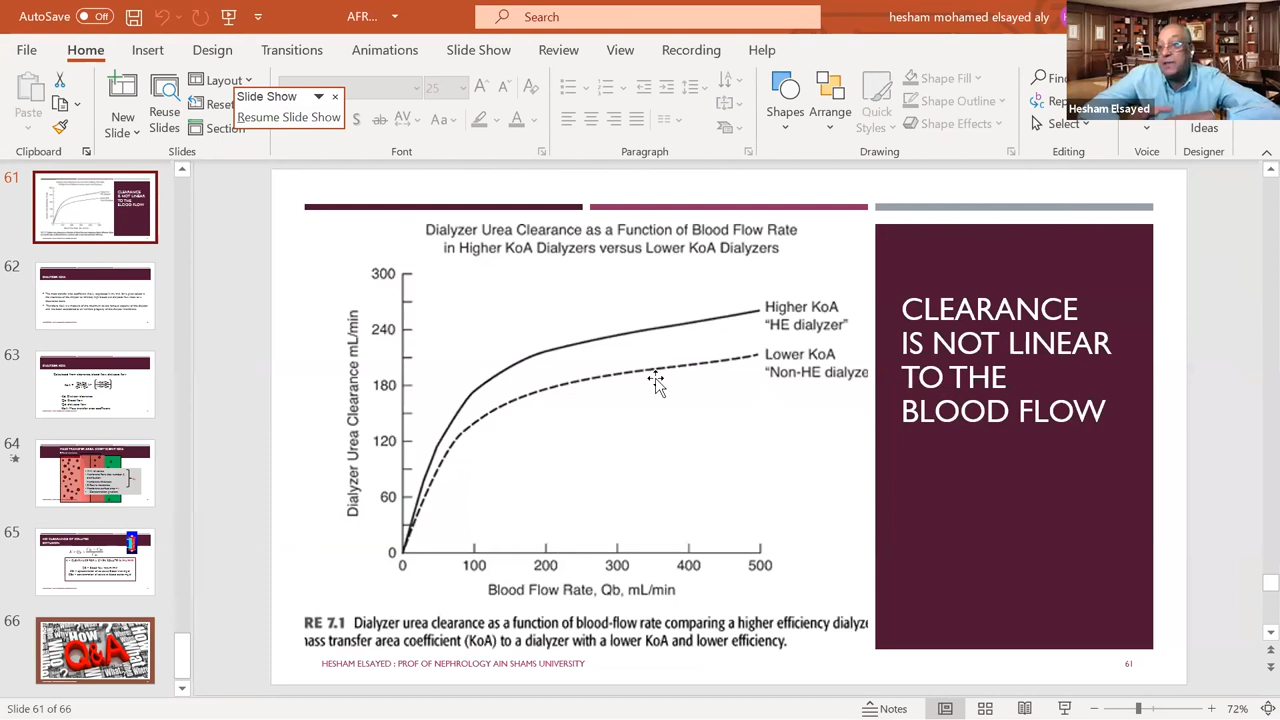 AutoSave
Off
AFR...
Search
hesham mohamed elsayed aly
File
Home
Insert
Design
Transitions
Animations
Slide Show
Review
Recording
View
Help
Paste
Clipboard
New
Slide
Reuse
Slides
Layout
Reset
Section
Slides
Slide Show
Resume Slide Show
Font
Paragraph
Shapes
Arrange
Quick
Styles
Shape Fill
Shape Outline
Shape Effects
Drawing
Select
Editing
Voice
Ideas
Designer
Hesham Elsayed
61
62
63
64
65
66
Dialyzer Urea Clearance as a Function of Blood Flow Rate
in Higher KoA Dialyzers versus Lower KoA Dialyzers
Dialyzer Urea Clearance mL/min
300
240
180
120
60
0
0 100 200 300 400 500
Blood Flow Rate, Qb, mL/min
Higher KoA
“HE dialyzer”
Lower KoA
“Non-HE dialyze
RE 7.1 Dialyzer urea clearance as a function of blood-flow rate comparing a higher efficiency dialyze
ass transfer area coefficient (KoA) to a dialyzer with a lower KoA and lower efficiency.
CLEARANCE
IS NOT LINEAR
TO THE
BLOOD FLOW
HESHAM ELSAYED : PROF OF NEPHROLOGY AIN SHAMS UNIVERSITY
61
Slide 61 of 66
Notes
72%